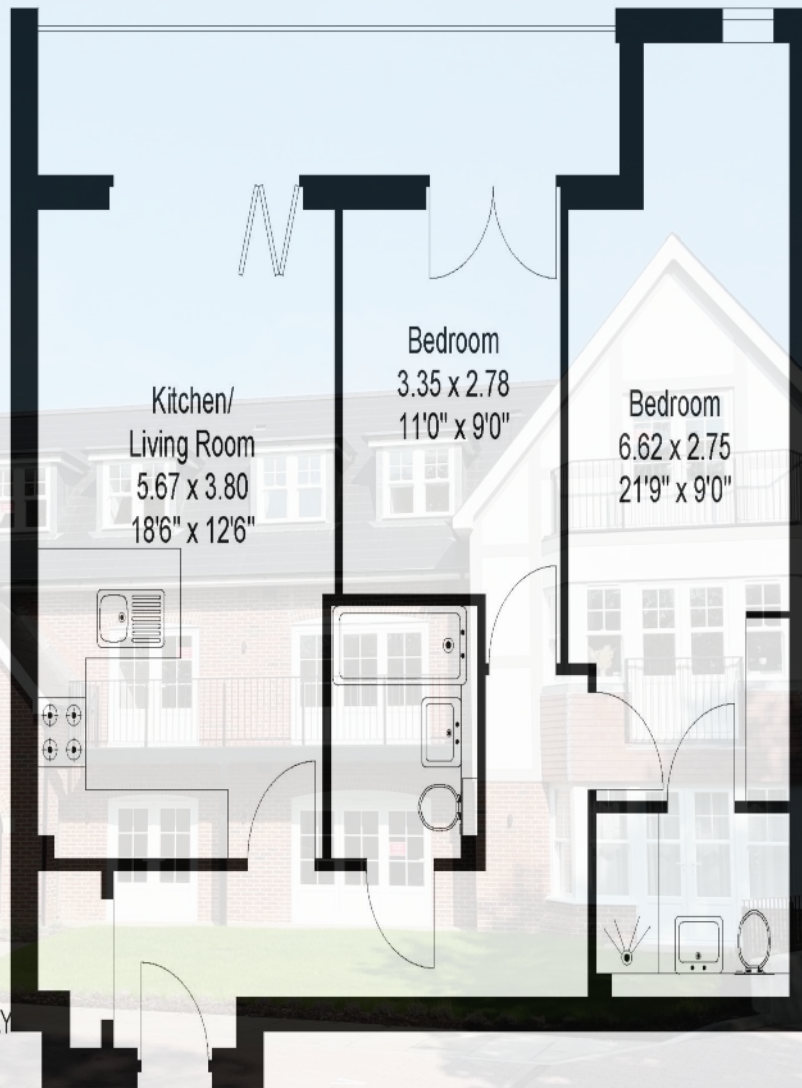 Kitchen/
Living Room
5.67 x 3.80
18'6" x 12'6"
Bedroom
3.35 x 2.78
11'0" x 9'0"
Bedroom
6.62 x 2.75
21'9" x 9'0"